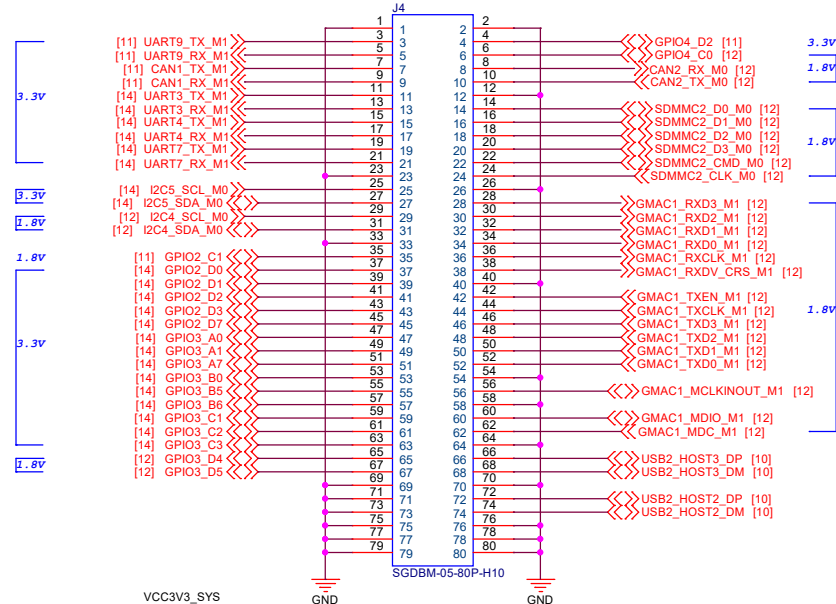 J4
1 1 2 2
[11] UART9_TX_M1 3 3 4 4 GPIO4_D2 [11] 3.3V
[11] UART9_RX_M1 5 5 6 6 GPIO4_C0 [12]
[11] CAN1_TX_M1 7 7 8 8 CAN2_RX_M0 [12] 1.8V
[11] CAN1_RX_M1 9 9 10 10 CAN2_TX_M0 [12]
3.3V [14] UART3_TX_M1 11 11 12 12
[14] UART3_RX_M1 13 13 14 14 SDMMC2_D0_M0 [12]
[14] UART4_TX_M1 15 15 16 16 SDMMC2_D1_M0 [12]
[14] UART4_RX_M1 17 17 18 18 SDMMC2_D2_M0 [12] 1.8V
[14] UART7_TX_M1 19 19 20 20 SDMMC2_D3_M0 [12]
[14] UART7_RX_M1 21 21 22 22 SDMMC2_CMD_M0 [12]
23 23 24 24 SDMMC2_CLK_M0 [12]
3.3V [14] I2C5_SCL_M0 25 25 26 26
[14] I2C5_SDA_M0 27 27 28 28 GMAC1_RXD3_M1 [12]
1.8V [12] I2C4_SCL_M0 29 29 30 30 GMAC1_RXD2_M1 [12]
[12] I2C4_SDA_M0 31 31 32 32 GMAC1_RXD1_M1 [12]
33 33 34 34 GMAC1_RXD0_M1 [12]
1.8V [11] GPIO2_C1 35 35 36 36 GMAC1_RXCLK_M1 [12]
[14] GPIO2_D0 37 37 38 38 GMAC1_RXDV_CRS_M1 [12]
[14] GPIO2_D1 39 39 40 40
[14] GPIO2_D2 41 41 42 42 GMAC1_TXEN_M1 [12]
[14] GPIO2_D3 43 43 44 44 GMAC1_TXCLK_M1 [12] 1.8V
[14] GPIO2_D7 45 45 46 46 GMAC1_TXD3_M1 [12]
3.3V [14] GPIO3_A0 47 47 48 48 GMAC1_TXD2_M1 [12]
[14] GPIO3_A1 49 49 50 50 GMAC1_TXD1_M1 [12]
[14] GPIO3_A7 51 51 52 52 GMAC1_TXD0_M1 [12]
[14] GPIO3_B0 53 53 54 54
[14] GPIO3_B5 55 55 56 56 GMAC1_MCLKINOUT_M1 [12]
[14] GPIO3_B6 57 57 58 58
[14] GPIO3_C1 59 59 60 60 GMAC1_MDIO_M1 [12]
[14] GPIO3_C2 61 61 62 62 GMAC1_MDC_M1 [12]
[14] GPIO3_C3 63 63 64 64
1.8V [12] GPIO3_D4 65 65 66 66 USB2_HOST3_DP [10]
[12] GPIO3_D5 67 67 68 68 USB2_HOST3_DM [10]
69 69 70 70
71 71 72 72 USB2_HOST2_DP [10]
73 73 74 74 USB2_HOST2_DM [10]
75 75 76 76
77 77 78 78
79 79 80 80
SGDBM-05-80P-H10
VCC3V3_SYS GND GND